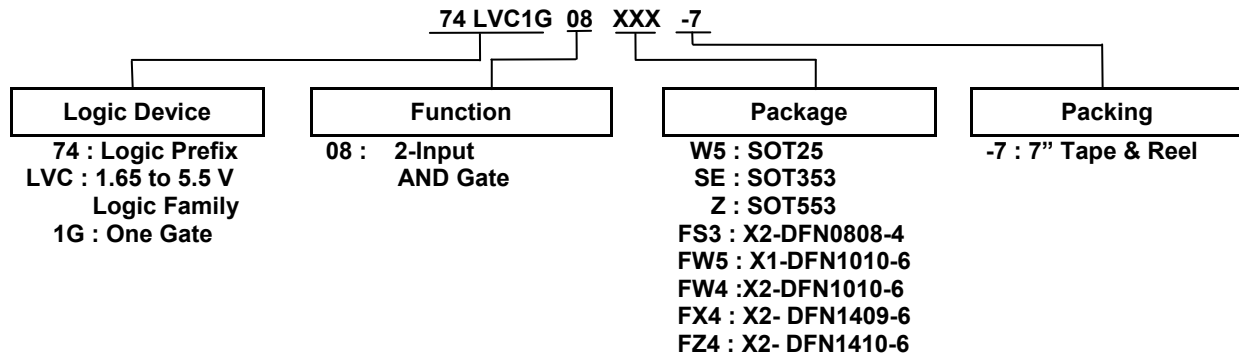 74 LVC1G 08 XXX -7
Logic Device
74 : Logic Prefix
LVC : 1.65 to 5.5 V
Logic Family
1G : One Gate
Function
08 : 2-Input
AND Gate
Package
W5 : SOT25
SE : SOT353
Z : SOT553
FS3 : X2-DFN0808-4
FW5 : X1-DFN1010-6
FW4 :X2-DFN1010-6
FX4 : X2- DFN1409-6
FZ4 : X2- DFN1410-6
Packing
-7 : 7” Tape & Reel